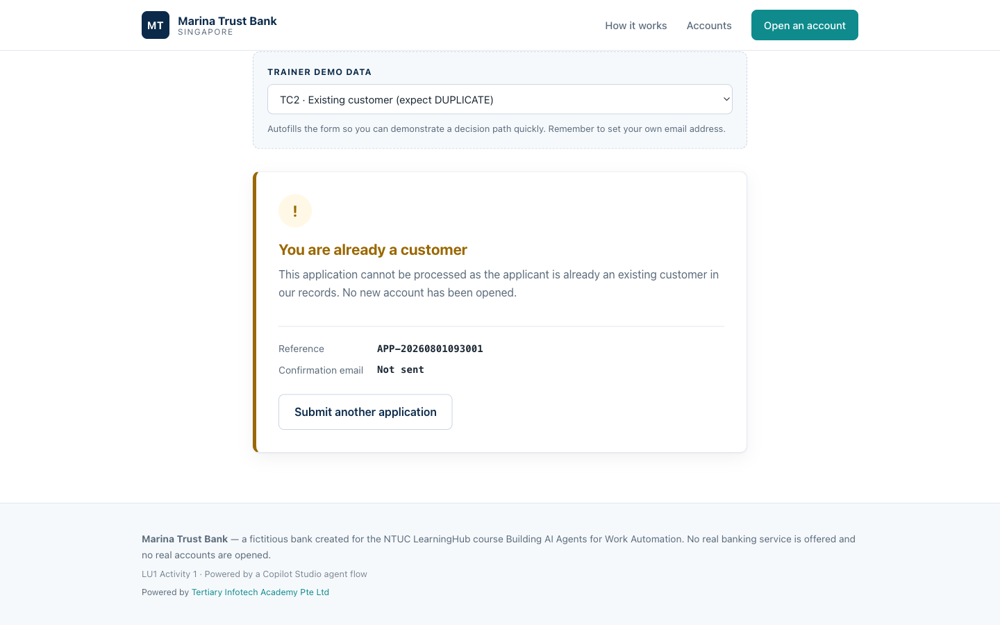 MT
Marina Trust Bank
SINGAPORE
How it works
Accounts
Open an account
TRAINER DEMO DATA
TC2 · Existing customer (expect DUPLICATE)
Autofills the form so you can demonstrate a decision path quickly. Remember to set your own email address.
!
You are already a customer
This application cannot be processed as the applicant is already an existing customer in
our records. No new account has been opened.
Reference APP-20260801093001
Confirmation email Not sent
Submit another application
Marina Trust Bank — a fictitious bank created for the NTUC LearningHub course Building AI Agents for Work Automation. No real banking service is offered and
no real accounts are opened.
LU1 Activity 1 · Powered by a Copilot Studio agent flow
Powered by Tertiary Infotech Academy Pte Ltd